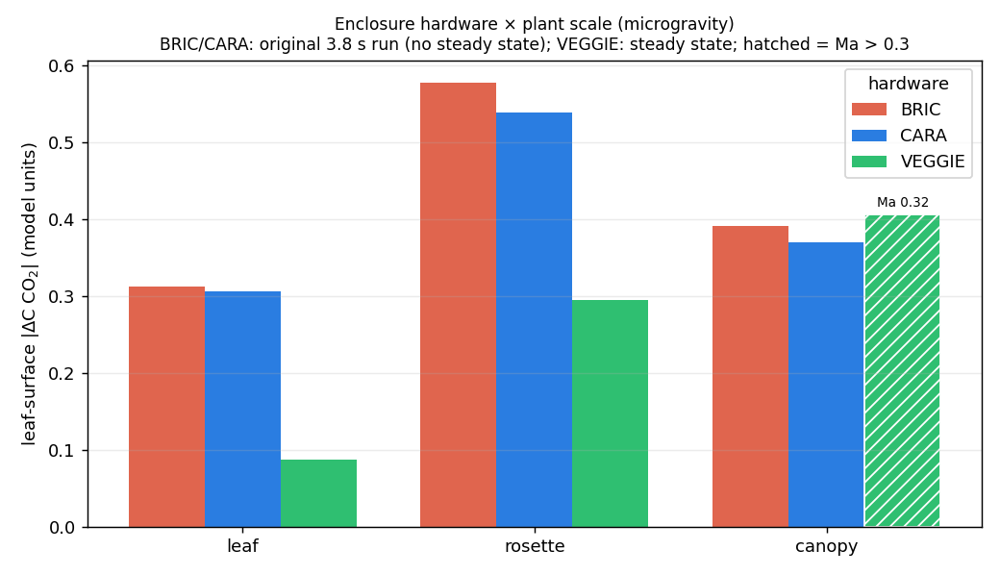 Enclosure hardware × plant scale (microgravity)
BRIC/CARA: original 3.8 s run (no steady state); VEGGIE: steady state; hatched = Ma > 0.3
leaf-surface |ΔC CO₂| (model units)
0.6
0.5
0.4
0.3
0.2
0.1
0.0
hardware
BRIC
CARA
VEGGIE
Ma 0.32
leaf
rosette
canopy